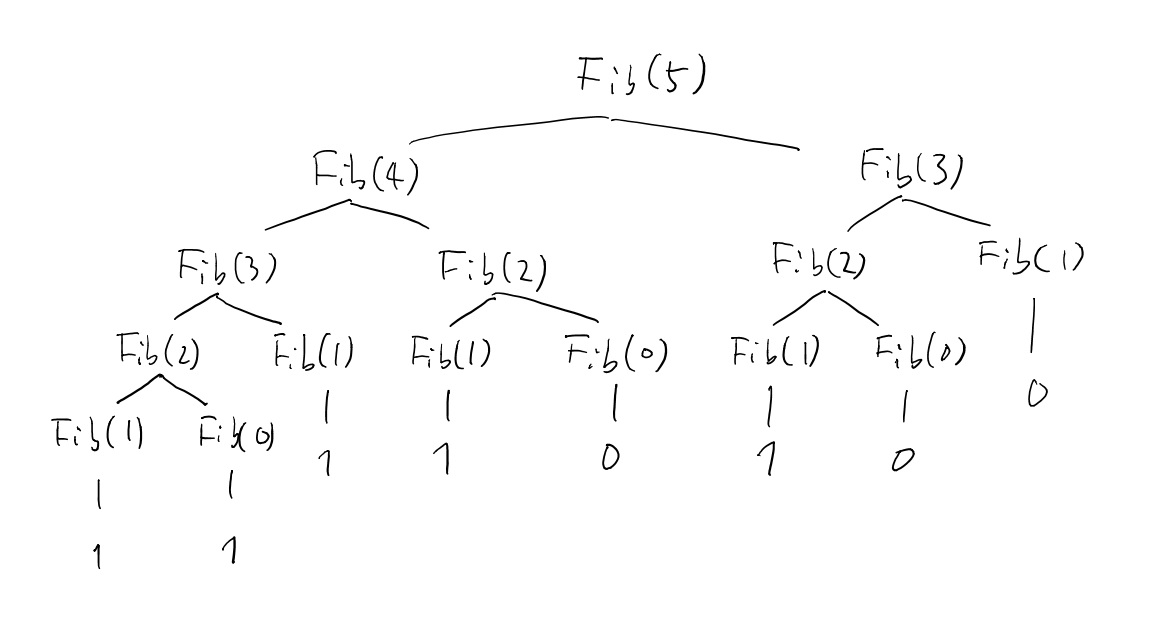 Fib(5)
Fib(4) Fib(3)
Fib(3) Fib(2) Fib(2) Fib(1)
Fib(2) Fib(1) Fib(1) Fib(0) Fib(1) Fib(0) 0
Fib(1) Fib(0) 1 1 0 1 0
1 1